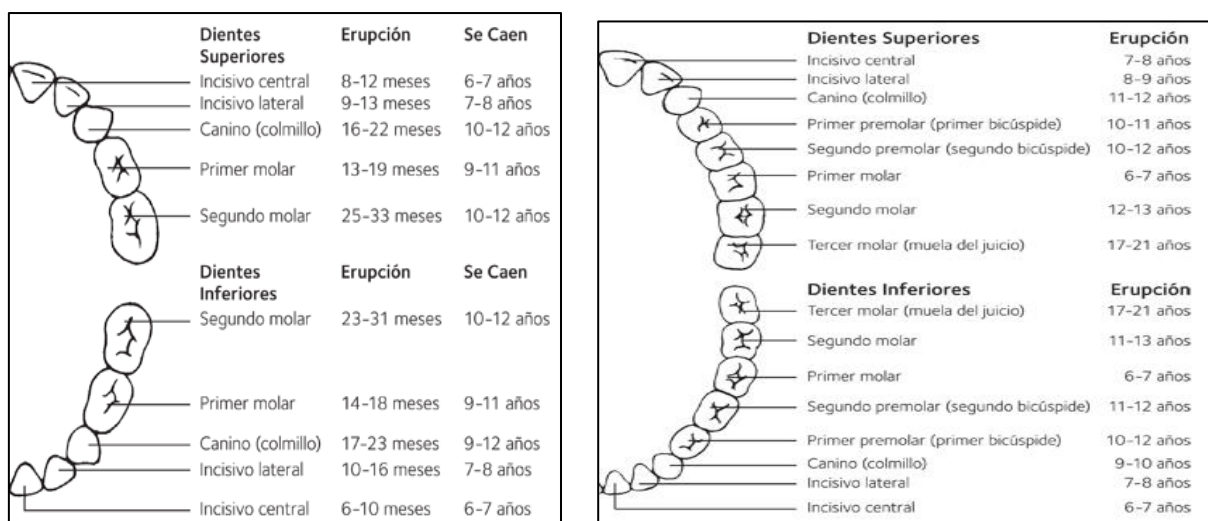 Dientes Superiores Erupción Se Caen
Incisivo central 8-12 meses 6-7 años
Incisivo lateral 9-13 meses 7-8 años
Canino (colmillo) 16-22 meses 10-12 años
Primer molar 13-19 meses 9-11 años
Segundo molar 25-33 meses 10-12 años
Dientes Inferiores Erupción Se Caen
Segundo molar 23-31 meses 10-12 años
Primer molar 14-18 meses 9-11 años
Canino (colmillo) 17-23 meses 9-12 años
Incisivo lateral 10-16 meses 7-8 años
Incisivo central 6-10 meses 6-7 años
Dientes Superiores Erupción
Incisivo central 7-8 años
Incisivo lateral 8-9 años
Canino (colmillo) 11-12 años
Primer premolar (primer bicúspide) 10-11 años
Segundo premolar (segundo bicúspide) 10-12 años
Primer molar 6-7 años
Segundo molar 12-13 años
Tercer molar (muela del juicio) 17-21 años
Dientes Inferiores Erupción
Tercer molar (muela del juicio) 17-21 años
Segundo molar 11-13 años
Primer molar 6-7 años
Segundo premolar (segundo bicúspide) 11-12 años
Primer premolar (primer bicúspide) 10-12 años
Canino (colmillo) 9-10 años
Incisivo lateral 7-8 años
Incisivo central 6-7 años